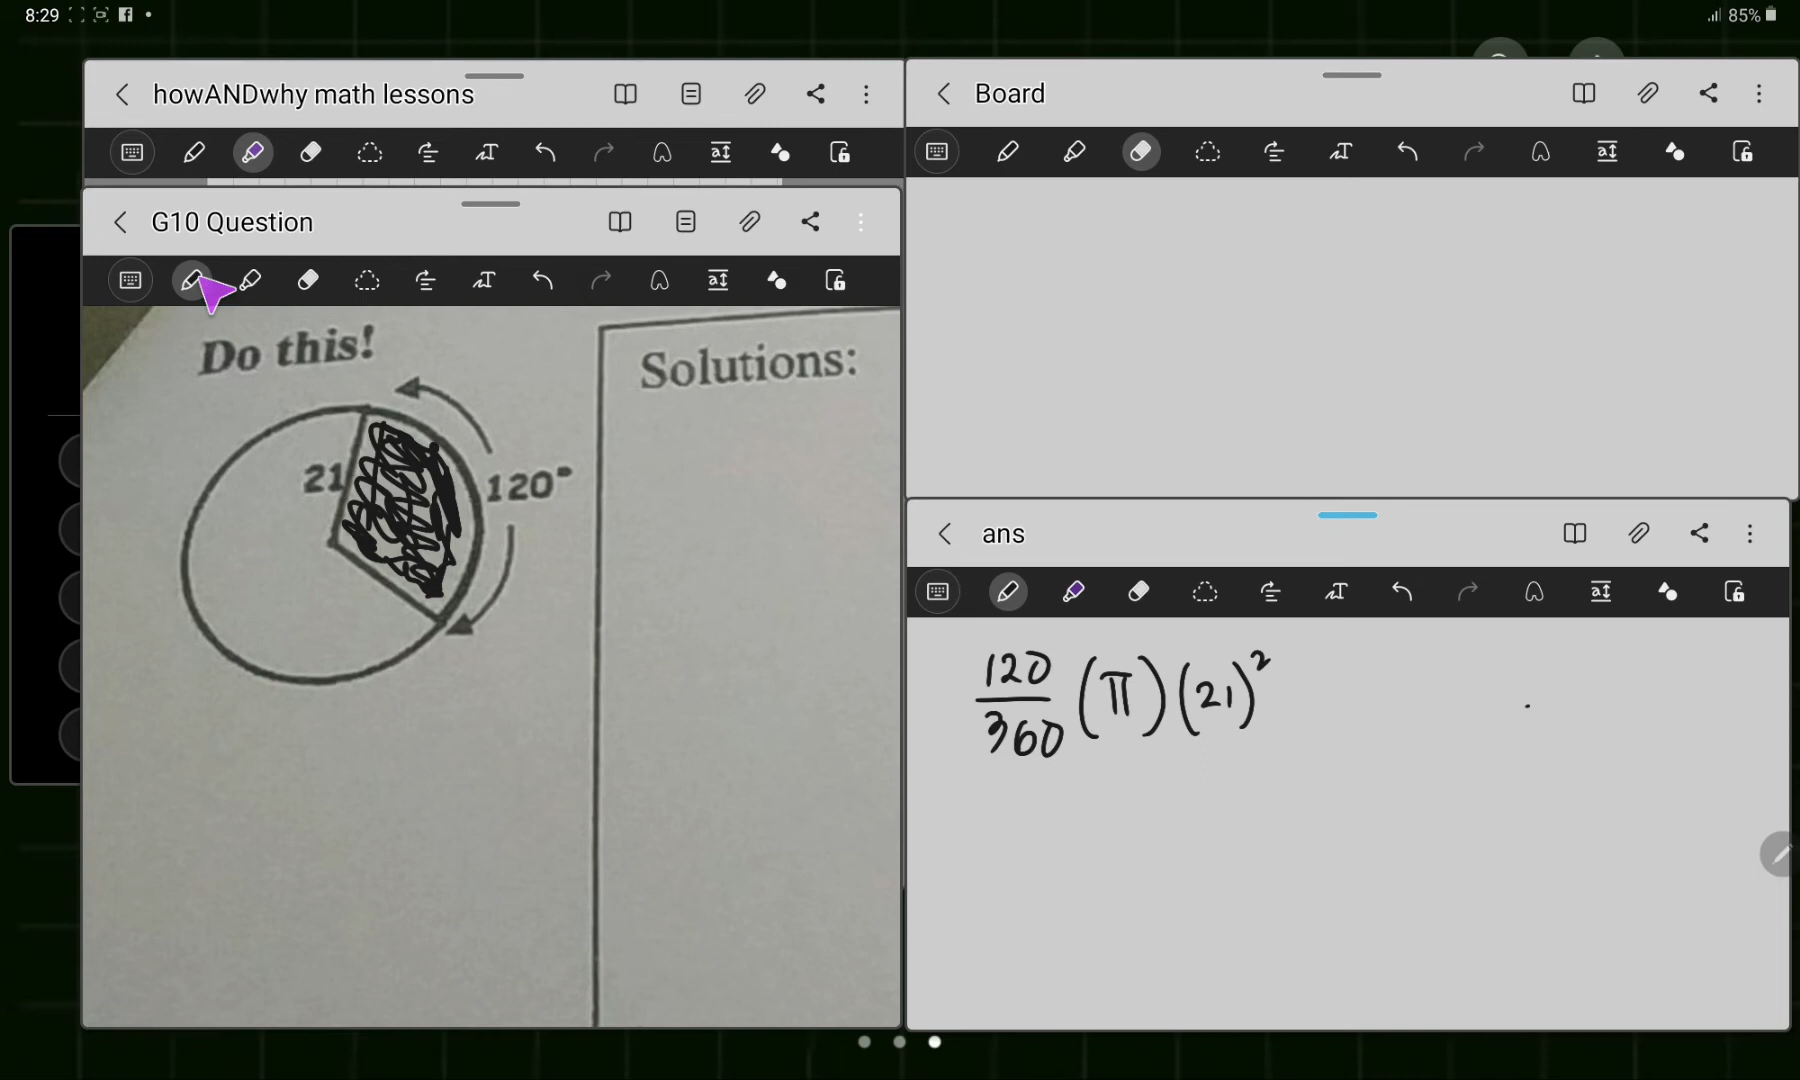 8:29
85%
howANDwhy math lessons
G10 Question
Do this!
21
120°
Solutions:
Board
ans
120/360 (π)(21)²